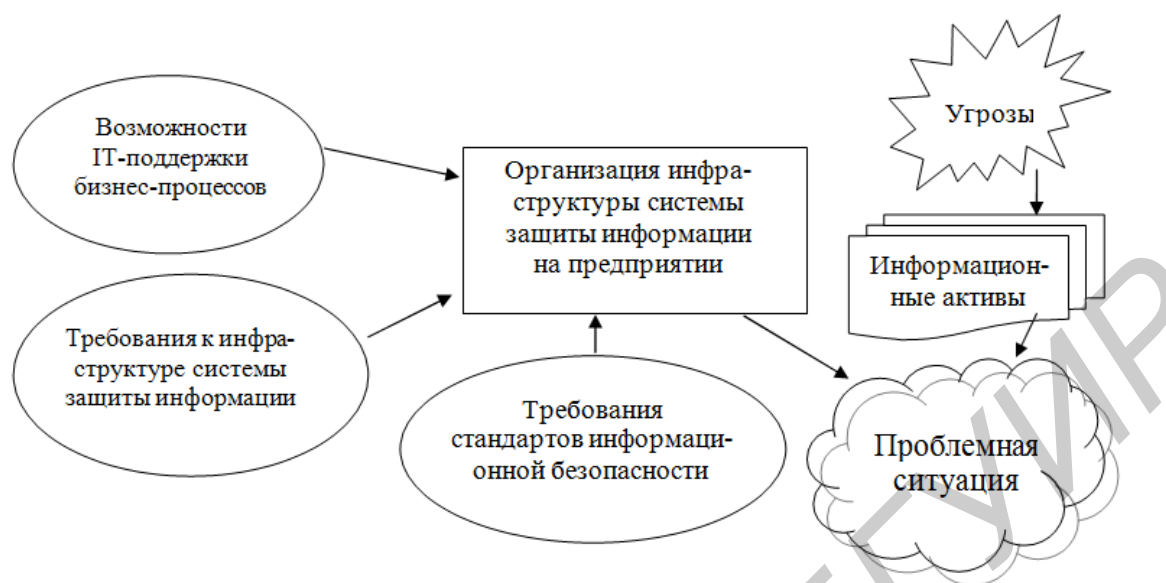 Возможности
IT-поддержки
бизнес-процессов
Требования к инфра-
структуре системы
защиты информации
Организация инфра-
структуры системы
защиты информации
на предприятии
Требования
стандартов информаци-
онной безопасности
Угрозы
Информацион-
ные активы
Проблемная
ситуация
ГУИР